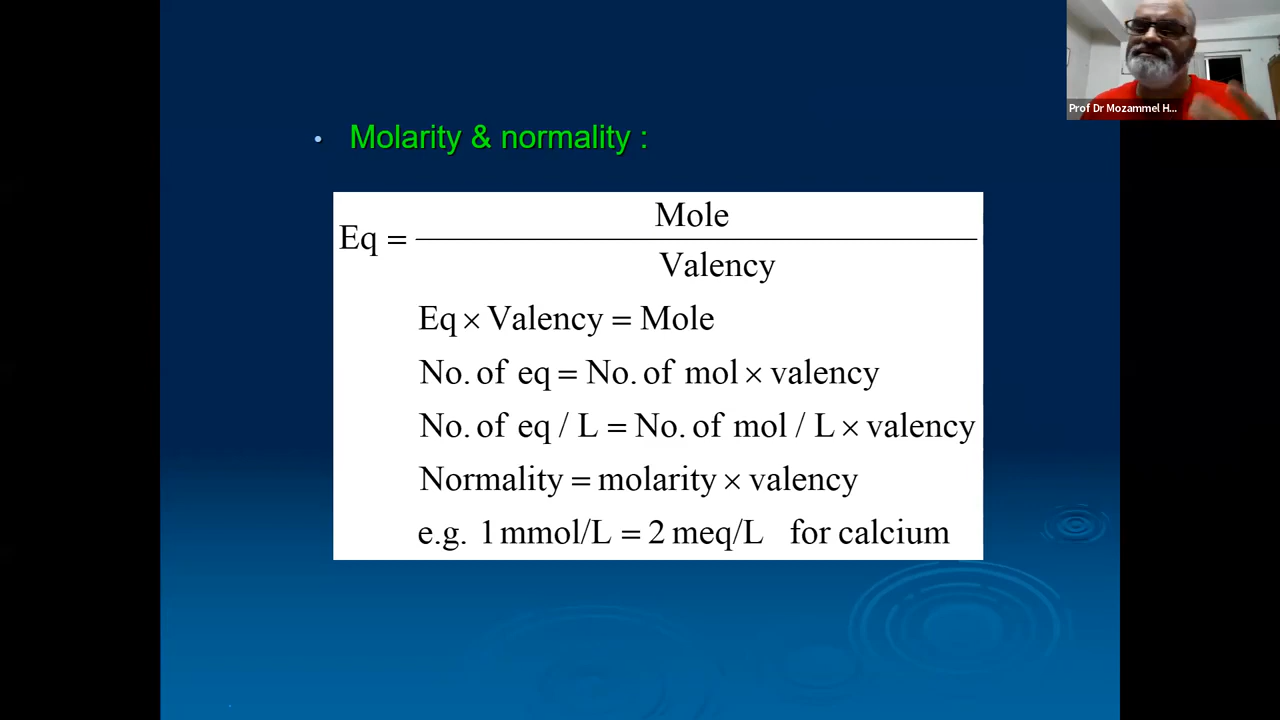 Prof Dr Mozammel H...
• Molarity & normality :
Eq = Mole / Valency
Eq × Valency = Mole
No. of eq = No. of mol × valency
No. of eq / L = No. of mol / L × valency
Normality = molarity × valency
e.g. 1 mmol/L = 2 meq/L for calcium